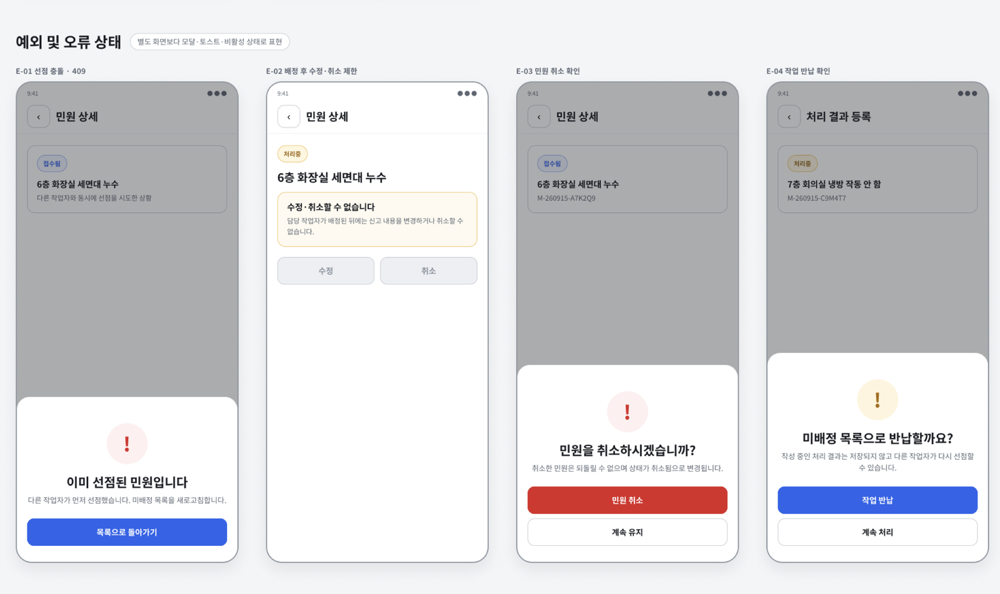 예외 및 오류 상태
별도 화면보다 모달·토스트·비활성 상태로 표현
E-01 선점 충돌 · 409
9:41
‹
민원 상세
접수됨
6층 화장실 세면대 누수
다른 작업자와 동시에 선점을 시도한 상황
!
이미 선점된 민원입니다
다른 작업자가 먼저 선점했습니다. 미배정 목록을 새로고침합니다.
목록으로 돌아가기
E-02 배정 후 수정·취소 제한
9:41
‹
민원 상세
처리중
6층 화장실 세면대 누수
수정·취소할 수 없습니다
담당 작업자가 배정된 뒤에는 신고 내용을 변경하거나 취소할 수
없습니다.
수정
취소
E-03 민원 취소 확인
9:41
‹
민원 상세
접수됨
6층 화장실 세면대 누수
M-260915-A7K2Q9
!
민원을 취소하시겠습니까?
취소한 민원은 되돌릴 수 없으며 상태가 취소됨으로 변경됩니다.
민원 취소
계속 유지
E-04 작업 반납 확인
9:41
‹
처리 결과 등록
처리중
7층 회의실 냉방 작동 안 함
M-260915-C9M4T7
!
미배정 목록으로 반납할까요?
작성 중인 처리 결과는 저장되지 않고 다른 작업자가 다시 선점할
수 있습니다.
작업 반납
계속 처리